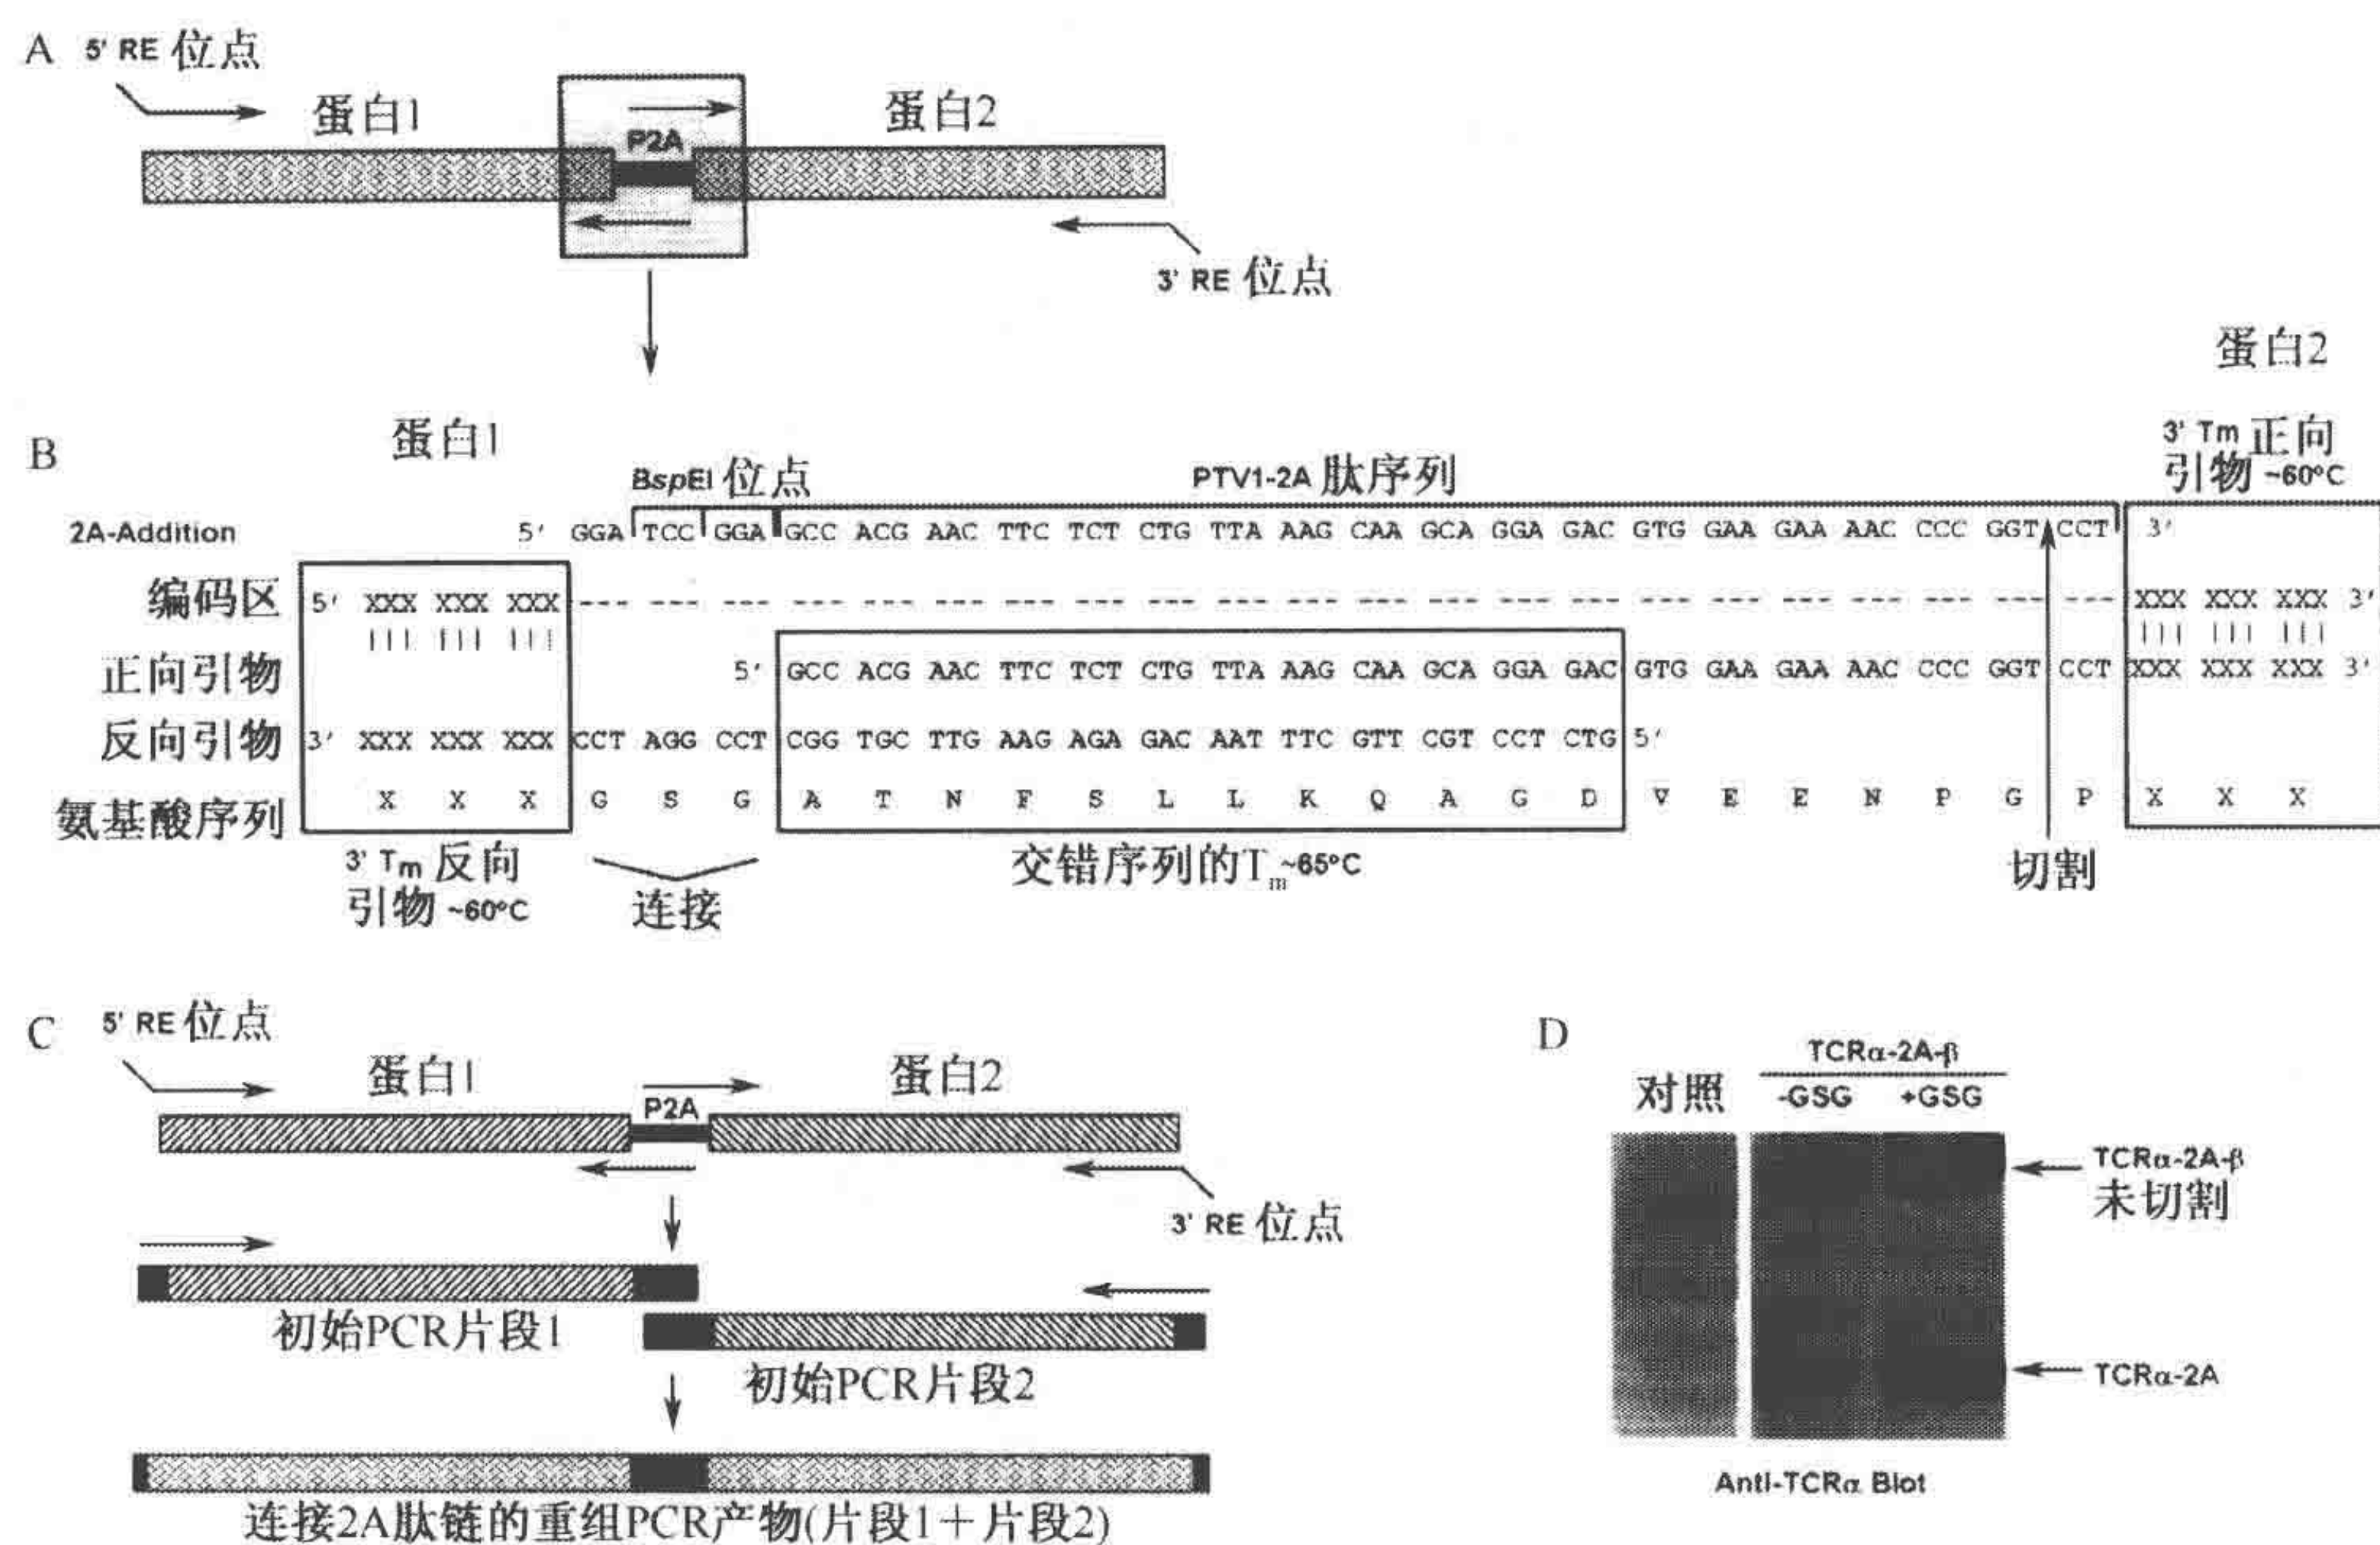 A 5' RE 位点
蛋白1
P2A
蛋白2
3' RE 位点
B
蛋白1
蛋白2
BspEI 位点
PTV1-2A 肽序列
3' Tm 正向
引物 ~60°C
2A-Addition 5' GGA TCC GGA GCC ACG AAC TTC TCT CTG TTA AAG CAA GCA GGA GAC GTG GAA GAA AAC CCC GGT CCT 3'
编码区 5' XXX XXX XXX --- --- --- --- --- --- --- --- --- --- --- --- --- --- --- --- --- --- --- --- --- --- XXX XXX XXX 3'
正向引物 5' GCC ACG AAC TTC TCT CTG TTA AAG CAA GCA GGA GAC GTG GAA GAA AAC CCC GGT CCT XXX XXX XXX 3'
反向引物 3' XXX XXX XXX CCT AGG CCT CGG TGC TTG AAG AGA GAC AAT TTC GTT CGT CCT CTG 5'
氨基酸序列 X X X G S G A T N F S L L K Q A G D V E E N P G P X X X
3' Tm 反向
引物 ~60°C
连接
交错序列的Tm~65°C
切割
C 5' RE 位点
蛋白1
P2A
蛋白2
3' RE 位点
初始PCR片段1
初始PCR片段2
连接2A肽链的重组PCR产物(片段1+片段2)
D
TCRα-2A-β
对照 -GSG +GSG
TCRα-2A-β
未切割
TCRα-2A
Anti-TCRα Blot